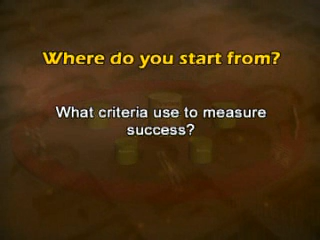 Where do you start from?
What criteria use to measure
success?